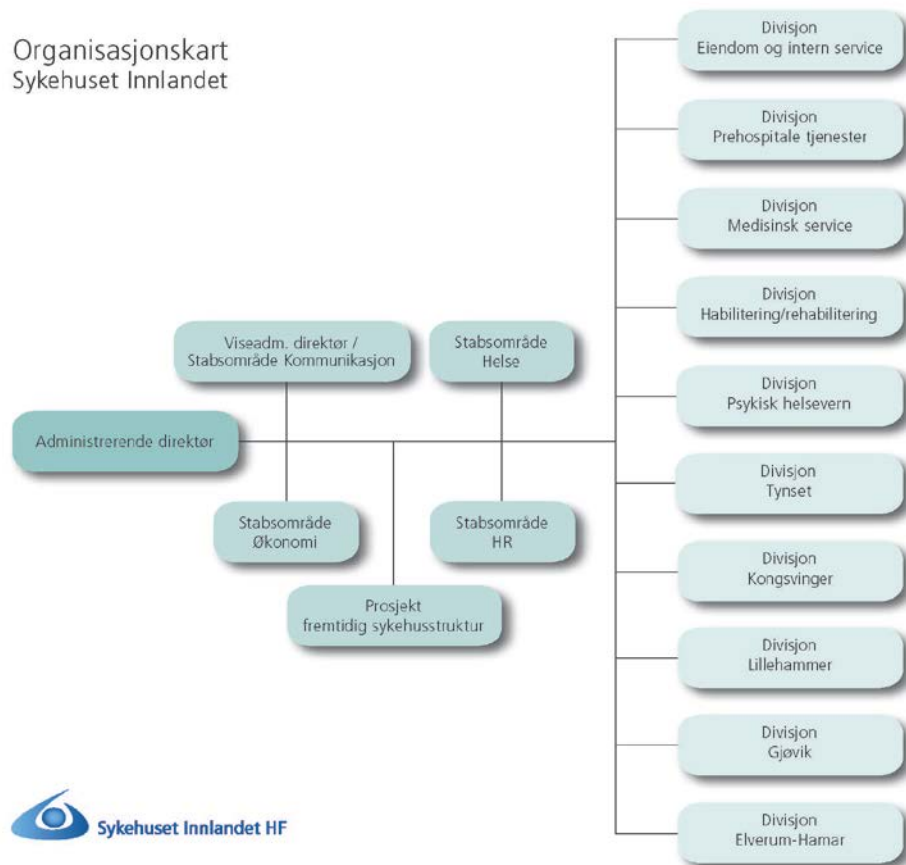 Organisasjonskart
Sykehuset Innlandet
Divisjon
Eiendom og intern service
Divisjon
Prehospitale tjenester
Divisjon
Medisinsk service
Divisjon
Habilitering/rehabilitering
Viseadm. direktør /
Stabsområde Kommunikasjon
Stabsområde
Helse
Divisjon
Psykisk helsevern
Administrerende direktør
Divisjon
Tynset
Stabsområde
Økonomi
Stabsområde
HR
Divisjon
Kongsvinger
Prosjekt
fremtidig sykehusstruktur
Divisjon
Lillehammer
Divisjon
Gjøvik
Divisjon
Elverum-Hamar
Sykehuset Innlandet HF